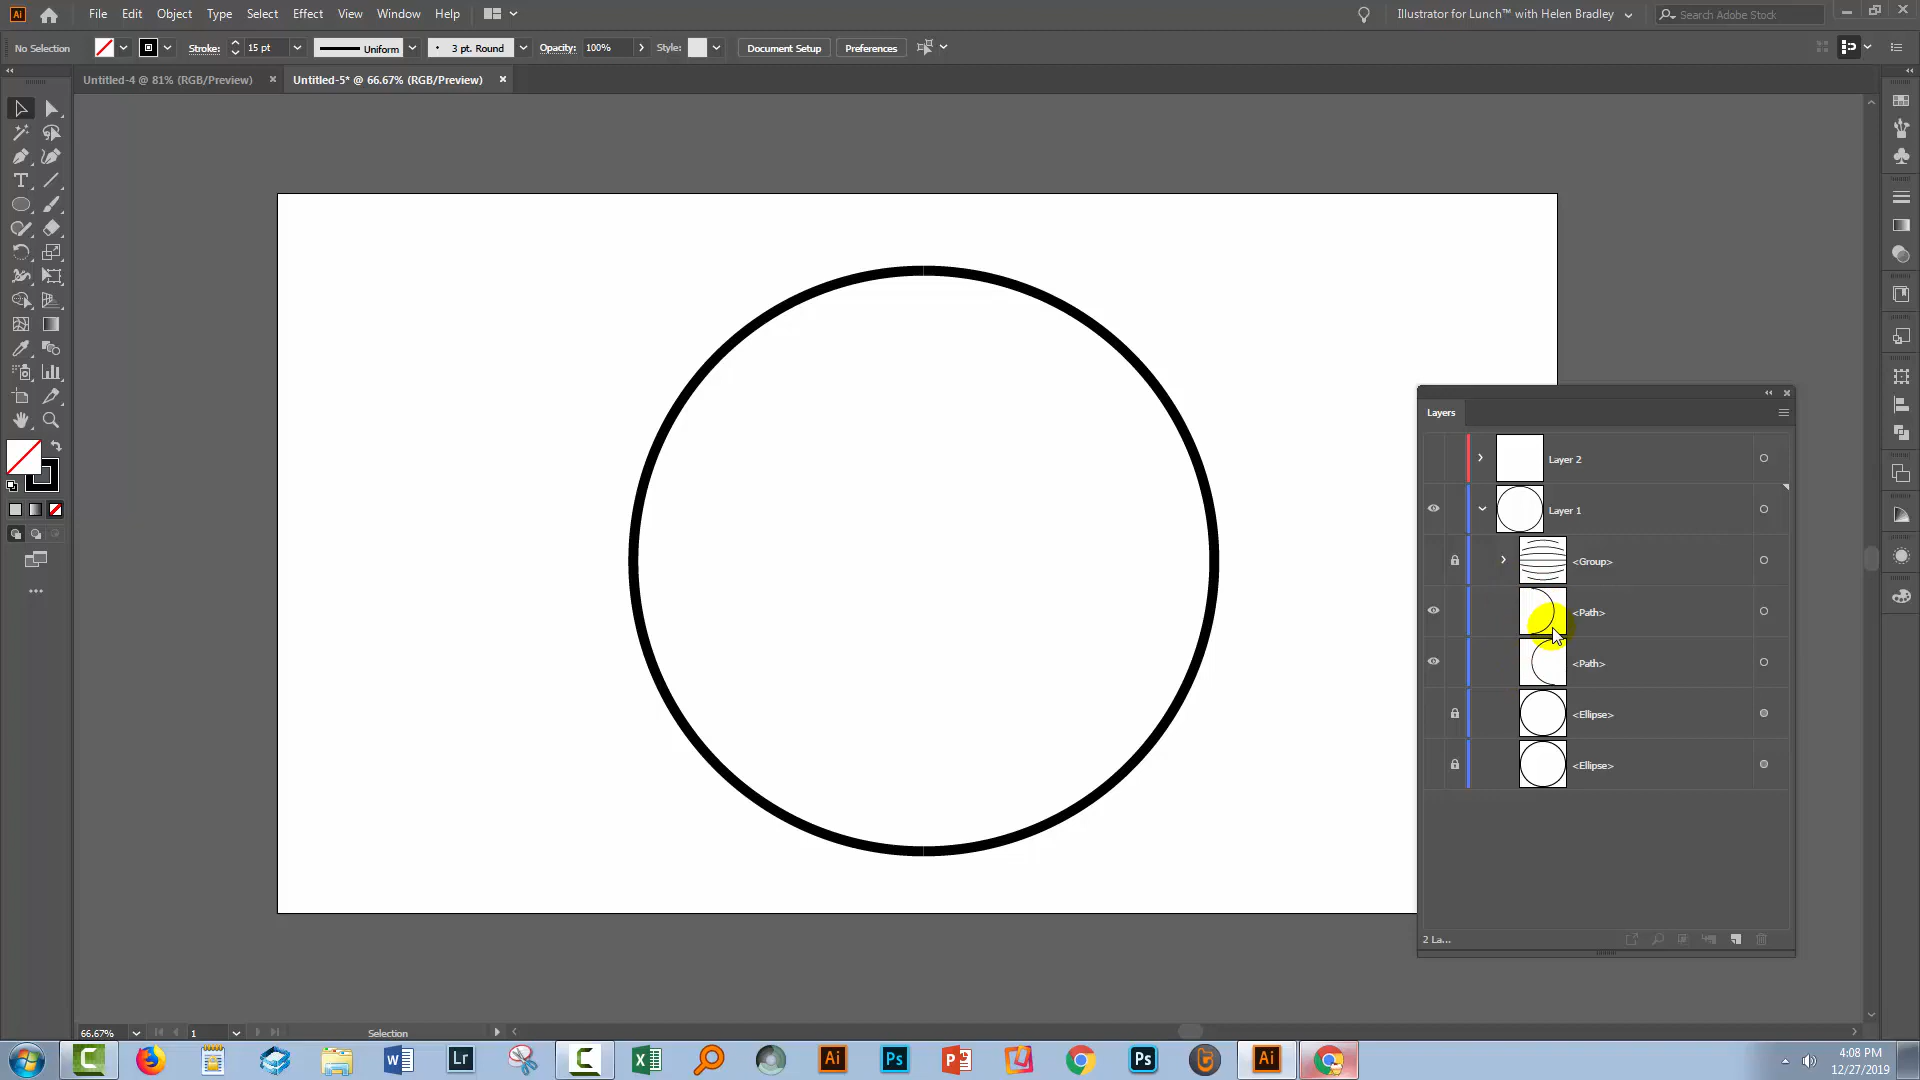 Ai File Edit Object Type Select Effect View Window Help Illustrator for Lunch™ with Helen Bradley Search Adobe Stock
No Selection Stroke: 15 pt Uniform 3 pt. Round Opacity: 100% Style: Document Setup Preferences
Untitled-4 @ 81% (RGB/Preview) × Untitled-5* @ 66.67% (RGB/Preview) ×
Layers
Layer 2
Layer 1
<Group>
<Path>
<Path>
<Ellipse>
<Ellipse>
2 La...
66.67% 1 Selection
4:08 PM
12/27/2019